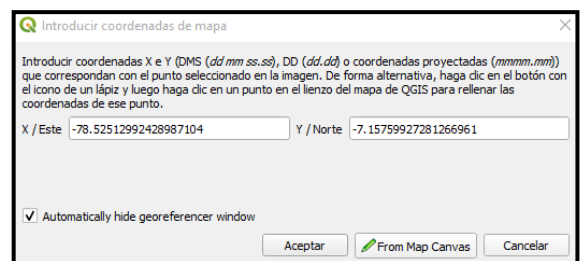 Introducir coordenadas de mapa
Introducir coordenadas X e Y (DMS (dd mm ss.ss), DD (dd.dd) o coordenadas proyectadas (mmmm.mm))
que correspondan con el punto seleccionado en la imagen. De forma alternativa, haga clic en el botón con
el icono de un lápiz y luego haga clic en un punto en el lienzo del mapa de QGIS para rellenar las
coordenadas de ese punto.
X / Este -78.52512992428987104 Y / Norte -7.15759927281266961
Automatically hide georeferencer window
Aceptar From Map Canvas Cancelar